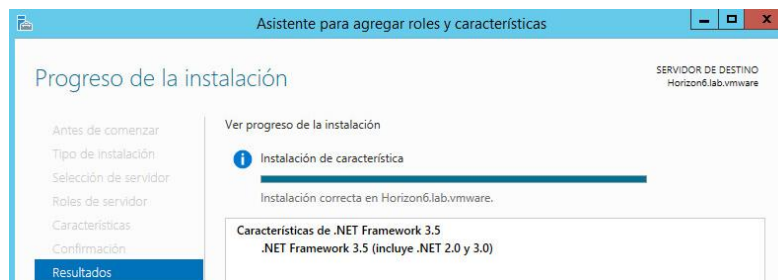 Asistente para agregar roles y características
Progreso de la instalación
SERVIDOR DE DESTINO
Horizon6.lab.vmware
Antes de comenzar
Tipo de instalación
Selección de servidor
Roles de servidor
Características
Confirmación
Resultados
Ver progreso de la instalación
Instalación de característica
Instalación correcta en Horizon6.lab.vmware.
Características de .NET Framework 3.5
.NET Framework 3.5 (incluye .NET 2.0 y 3.0)